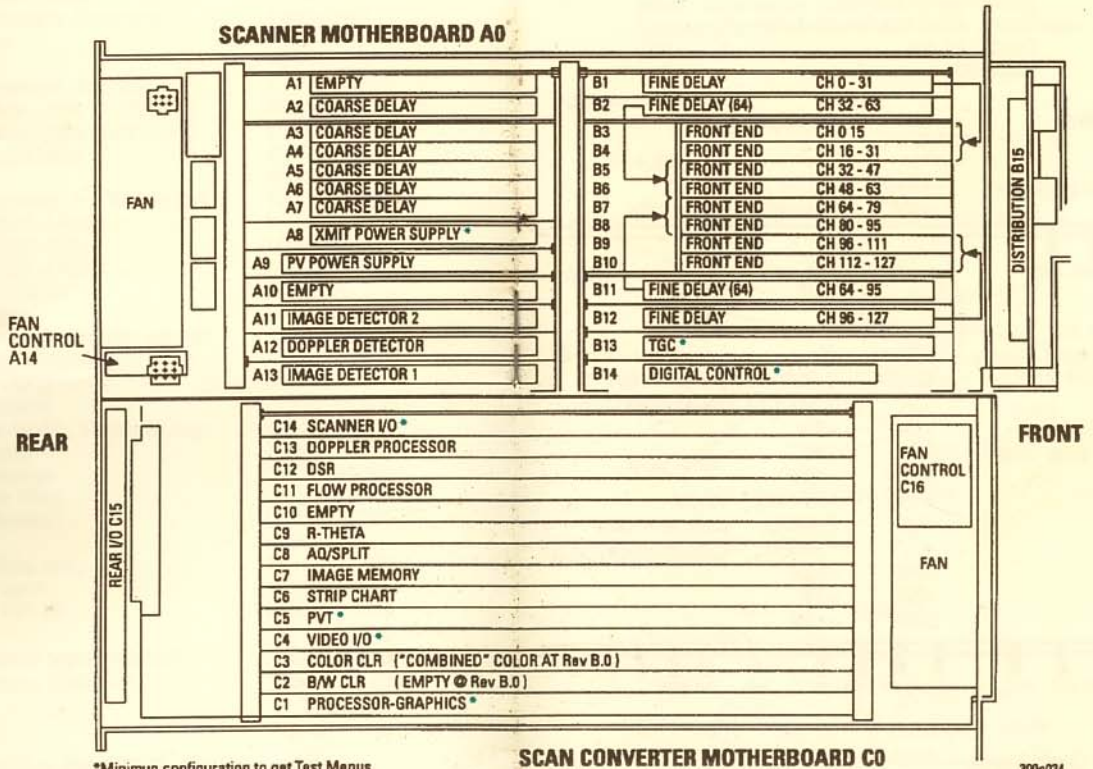 SCANNER MOTHERBOARD A0
FAN
FAN CONTROL A14
A1 EMPTY
A2 COARSE DELAY
A3 COARSE DELAY
A4 COARSE DELAY
A5 COARSE DELAY
A6 COARSE DELAY
A7 COARSE DELAY
A8 XMIT POWER SUPPLY *
A9 PV POWER SUPPLY
A10 EMPTY
A11 IMAGE DETECTOR 2
A12 DOPPLER DETECTOR
A13 IMAGE DETECTOR 1
B1 FINE DELAY CH 0 - 31
B2 FINE DELAY (64) CH 32 - 63
B3 FRONT END CH 0 15
B4 FRONT END CH 16 - 31
B5 FRONT END CH 32 - 47
B6 FRONT END CH 48 - 63
B7 FRONT END CH 64 - 79
B8 FRONT END CH 80 - 95
B9 FRONT END CH 96 - 111
B10 FRONT END CH 112 - 127
B11 FINE DELAY (64) CH 64 - 95
B12 FINE DELAY CH 96 - 127
B13 TGC *
B14 DIGITAL CONTROL *
DISTRIBUTION B15
REAR
FRONT
REAR I/O C15
C14 SCANNER I/O *
C13 DOPPLER PROCESSOR
C12 DSR
C11 FLOW PROCESSOR
C10 EMPTY
C9 R-THETA
C8 AQ/SPLIT
C7 IMAGE MEMORY
C6 STRIP CHART
C5 PVT *
C4 VIDEO I/O *
C3 COLOR CLR ("COMBINED" COLOR AT Rev B.0 )
C2 B/W CLR ( EMPTY @ Rev B.0 )
C1 PROCESSOR-GRAPHICS *
FAN CONTROL C16
FAN
SCAN CONVERTER MOTHERBOARD C0
*Minimun configuration to get Test Menus